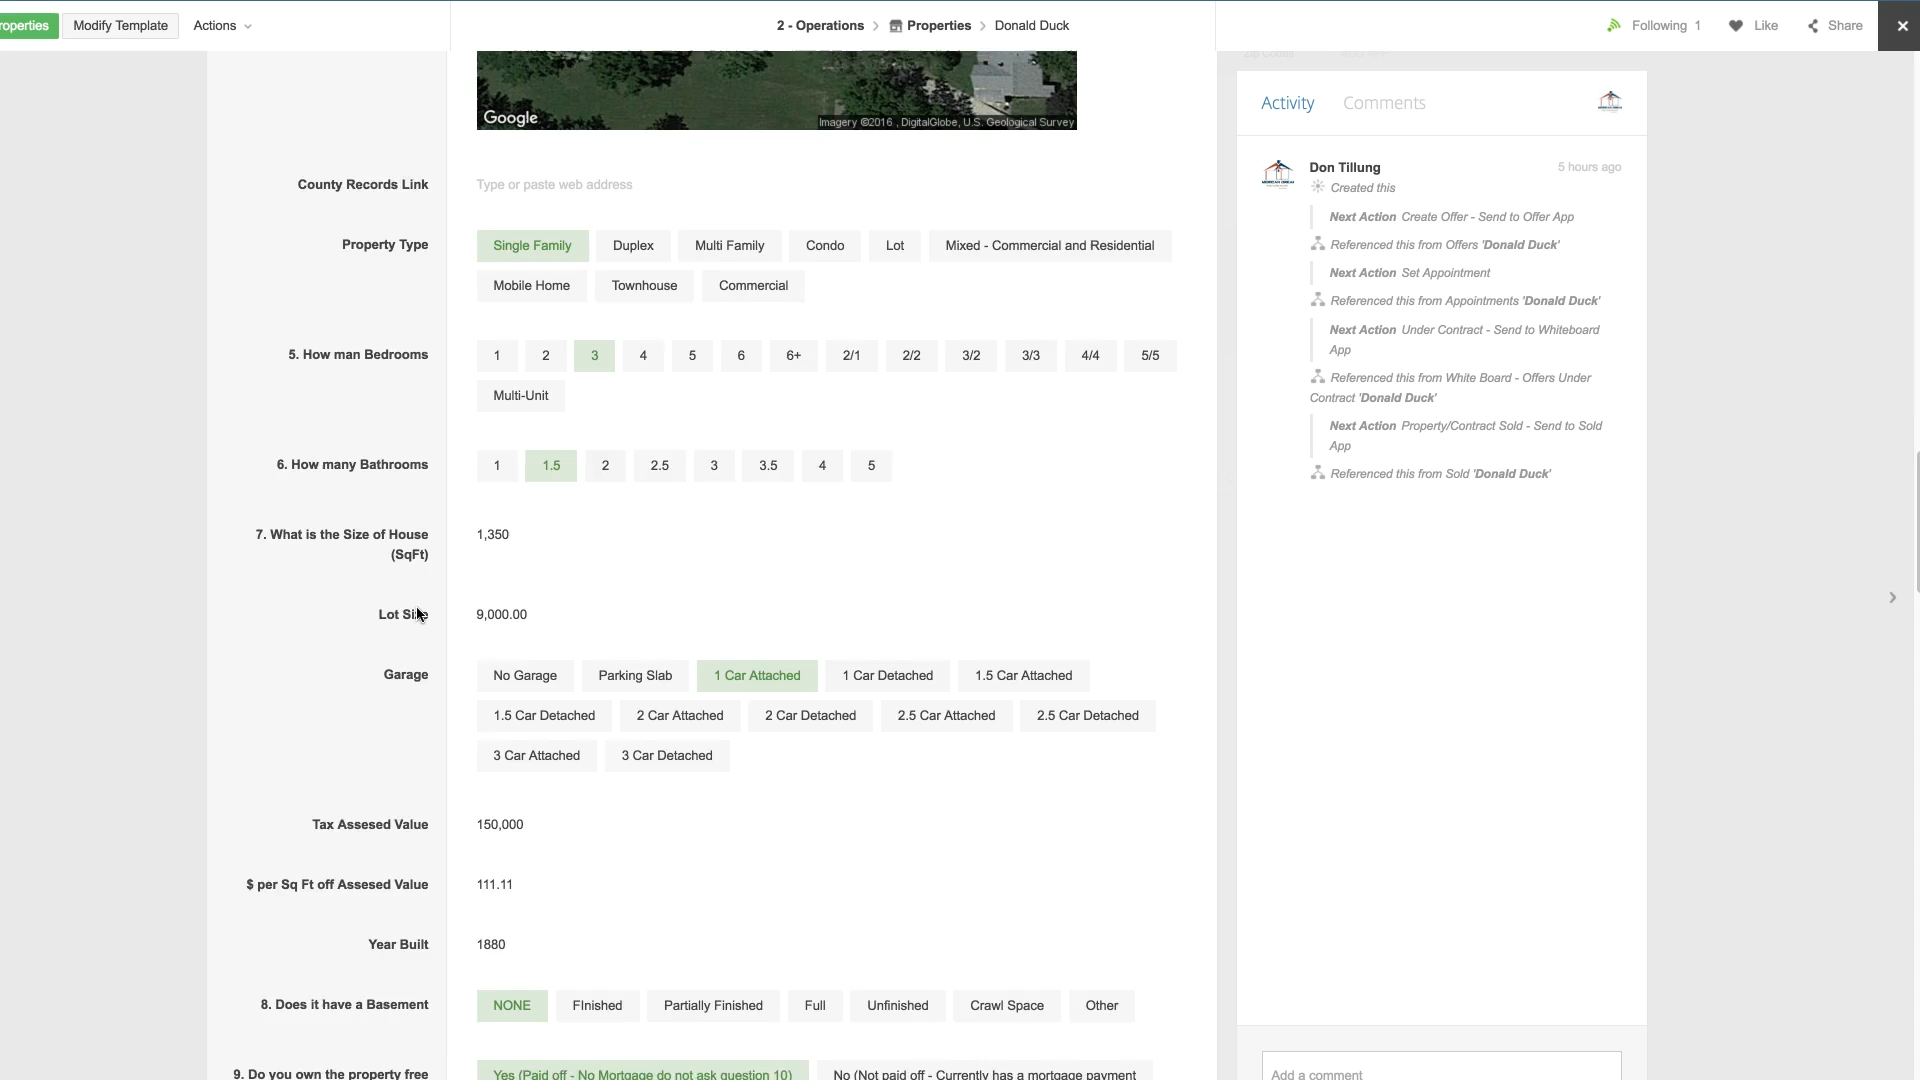 roperties
Modify Template
Actions
2 - Operations
Properties
Donald Duck
Following 1
Like
Share
Google
Imagery ©2016 , DigitalGlobe, U.S. Geological Survey
County Records Link
Type or paste web address
Property Type
Single Family Duplex Multi Family Condo Lot Mixed - Commercial and Residential
Mobile Home Townhouse Commercial
5. How man Bedrooms
1 2 3 4 5 6 6+ 2/1 2/2 3/2 3/3 4/4 5/5
Multi-Unit
6. How many Bathrooms
1 1.5 2 2.5 3 3.5 4 5
7. What is the Size of House
(SqFt)
1,350
Lot Size
9,000.00
Garage
No Garage Parking Slab 1 Car Attached 1 Car Detached 1.5 Car Attached
1.5 Car Detached 2 Car Attached 2 Car Detached 2.5 Car Attached 2.5 Car Detached
3 Car Attached 3 Car Detached
Tax Assesed Value
150,000
$ per Sq Ft off Assesed Value
111.11
Year Built
1880
8. Does it have a Basement
NONE FInished Partially Finished Full Unfinished Crawl Space Other
9. Do you own the property free
Yes (Paid off - No Mortgage do not ask question 10) No (Not paid off - Currently has a mortgage payment
Activity Comments
Don Tillung
5 hours ago
Created this
Next Action Create Offer - Send to Offer App
Referenced this from Offers 'Donald Duck'
Next Action Set Appointment
Referenced this from Appointments 'Donald Duck'
Next Action Under Contract - Send to Whiteboard
App
Referenced this from White Board - Offers Under
Contract 'Donald Duck'
Next Action Property/Contract Sold - Send to Sold
App
Referenced this from Sold 'Donald Duck'
Add a comment